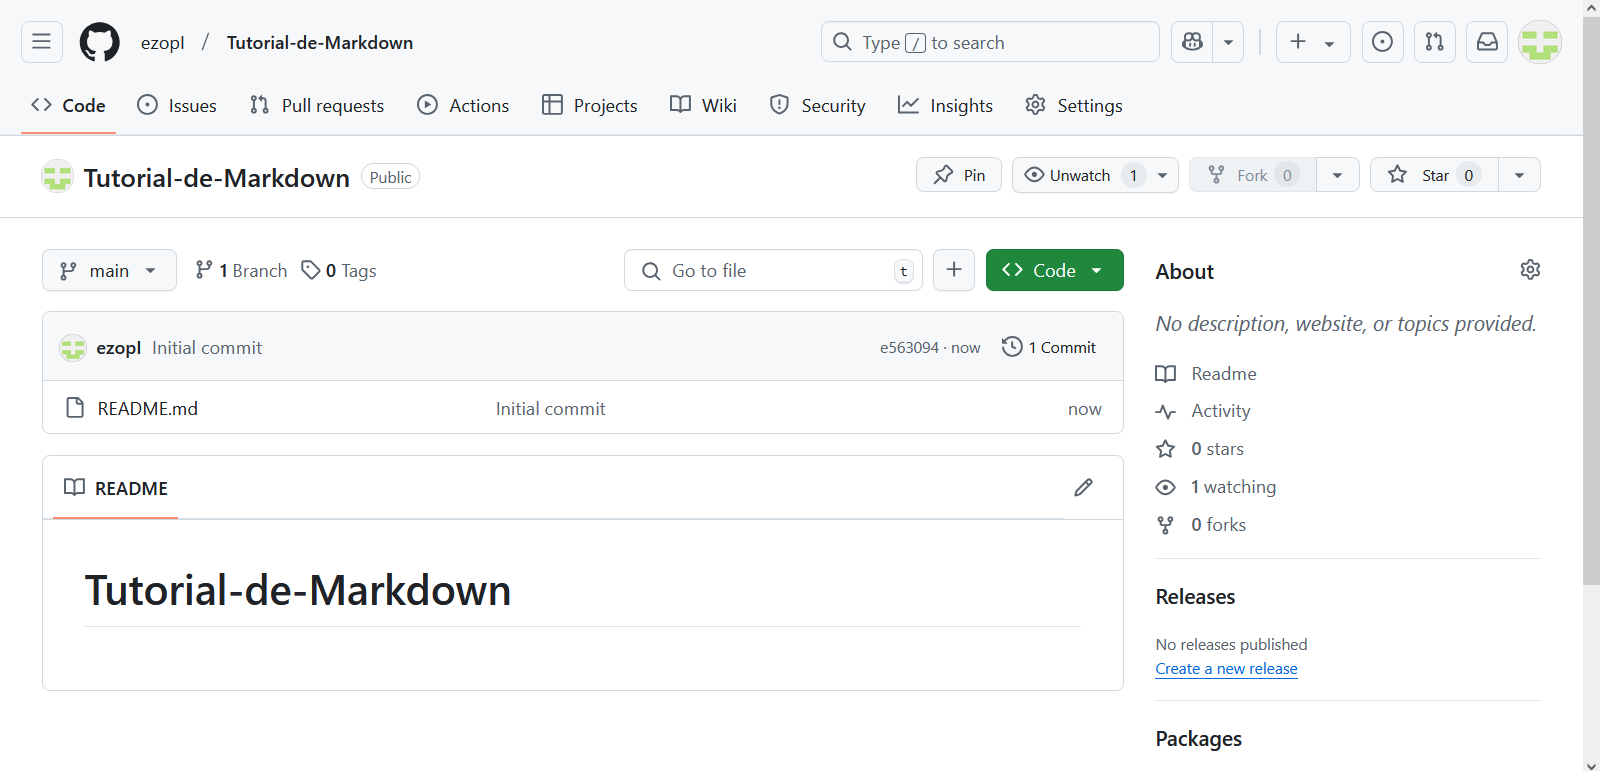 ezopl / Tutorial-de-Markdown
Type / to search
Code Issues Pull requests Actions Projects Wiki Security Insights Settings
Tutorial-de-Markdown Public
Pin Unwatch 1 Fork 0 Star 0
main 1 Branch 0 Tags Go to file t Code
ezopl Initial commit e563094 · now 1 Commit
README.md Initial commit now
README
Tutorial-de-Markdown
About
No description, website, or topics provided.
Readme
Activity
0 stars
1 watching
0 forks
Releases
No releases published
Create a new release
Packages